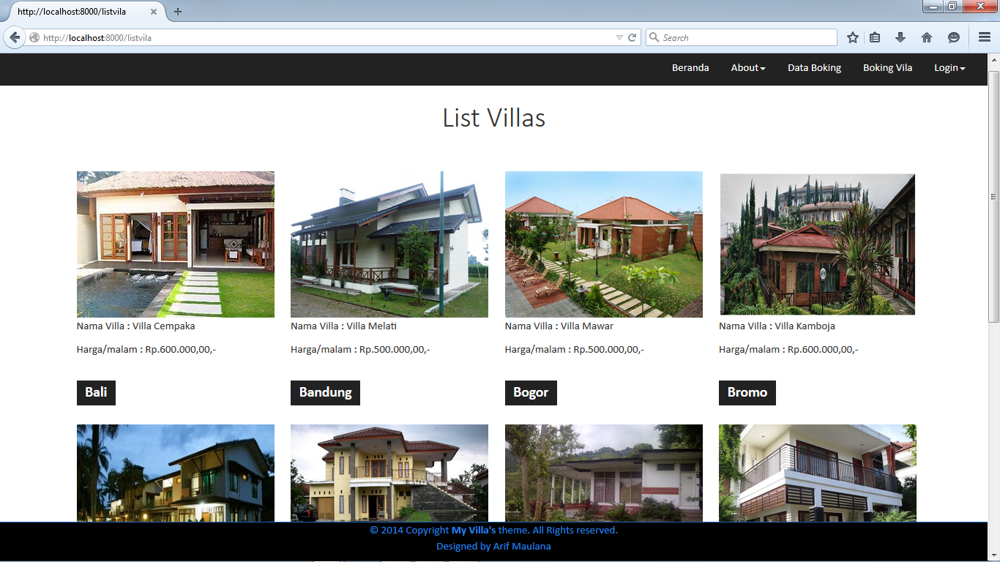 http://localhost:8000/listvila
http://localhost:8000/listvila
Search
Beranda About Data Boking Boking Vila Login
List Villas
Nama Villa : Villa Cempaka
Harga/malam : Rp.600.000,00,-
Bali
Nama Villa : Villa Melati
Harga/malam : Rp.500.000,00,-
Bandung
Nama Villa : Villa Mawar
Harga/malam : Rp.500.000,00,-
Bogor
Nama Villa : Villa Kamboja
Harga/malam : Rp.600.000,00,-
Bromo
© 2014 Copyright My Villa's theme. All Rights reserved.
Designed by Arif Maulana